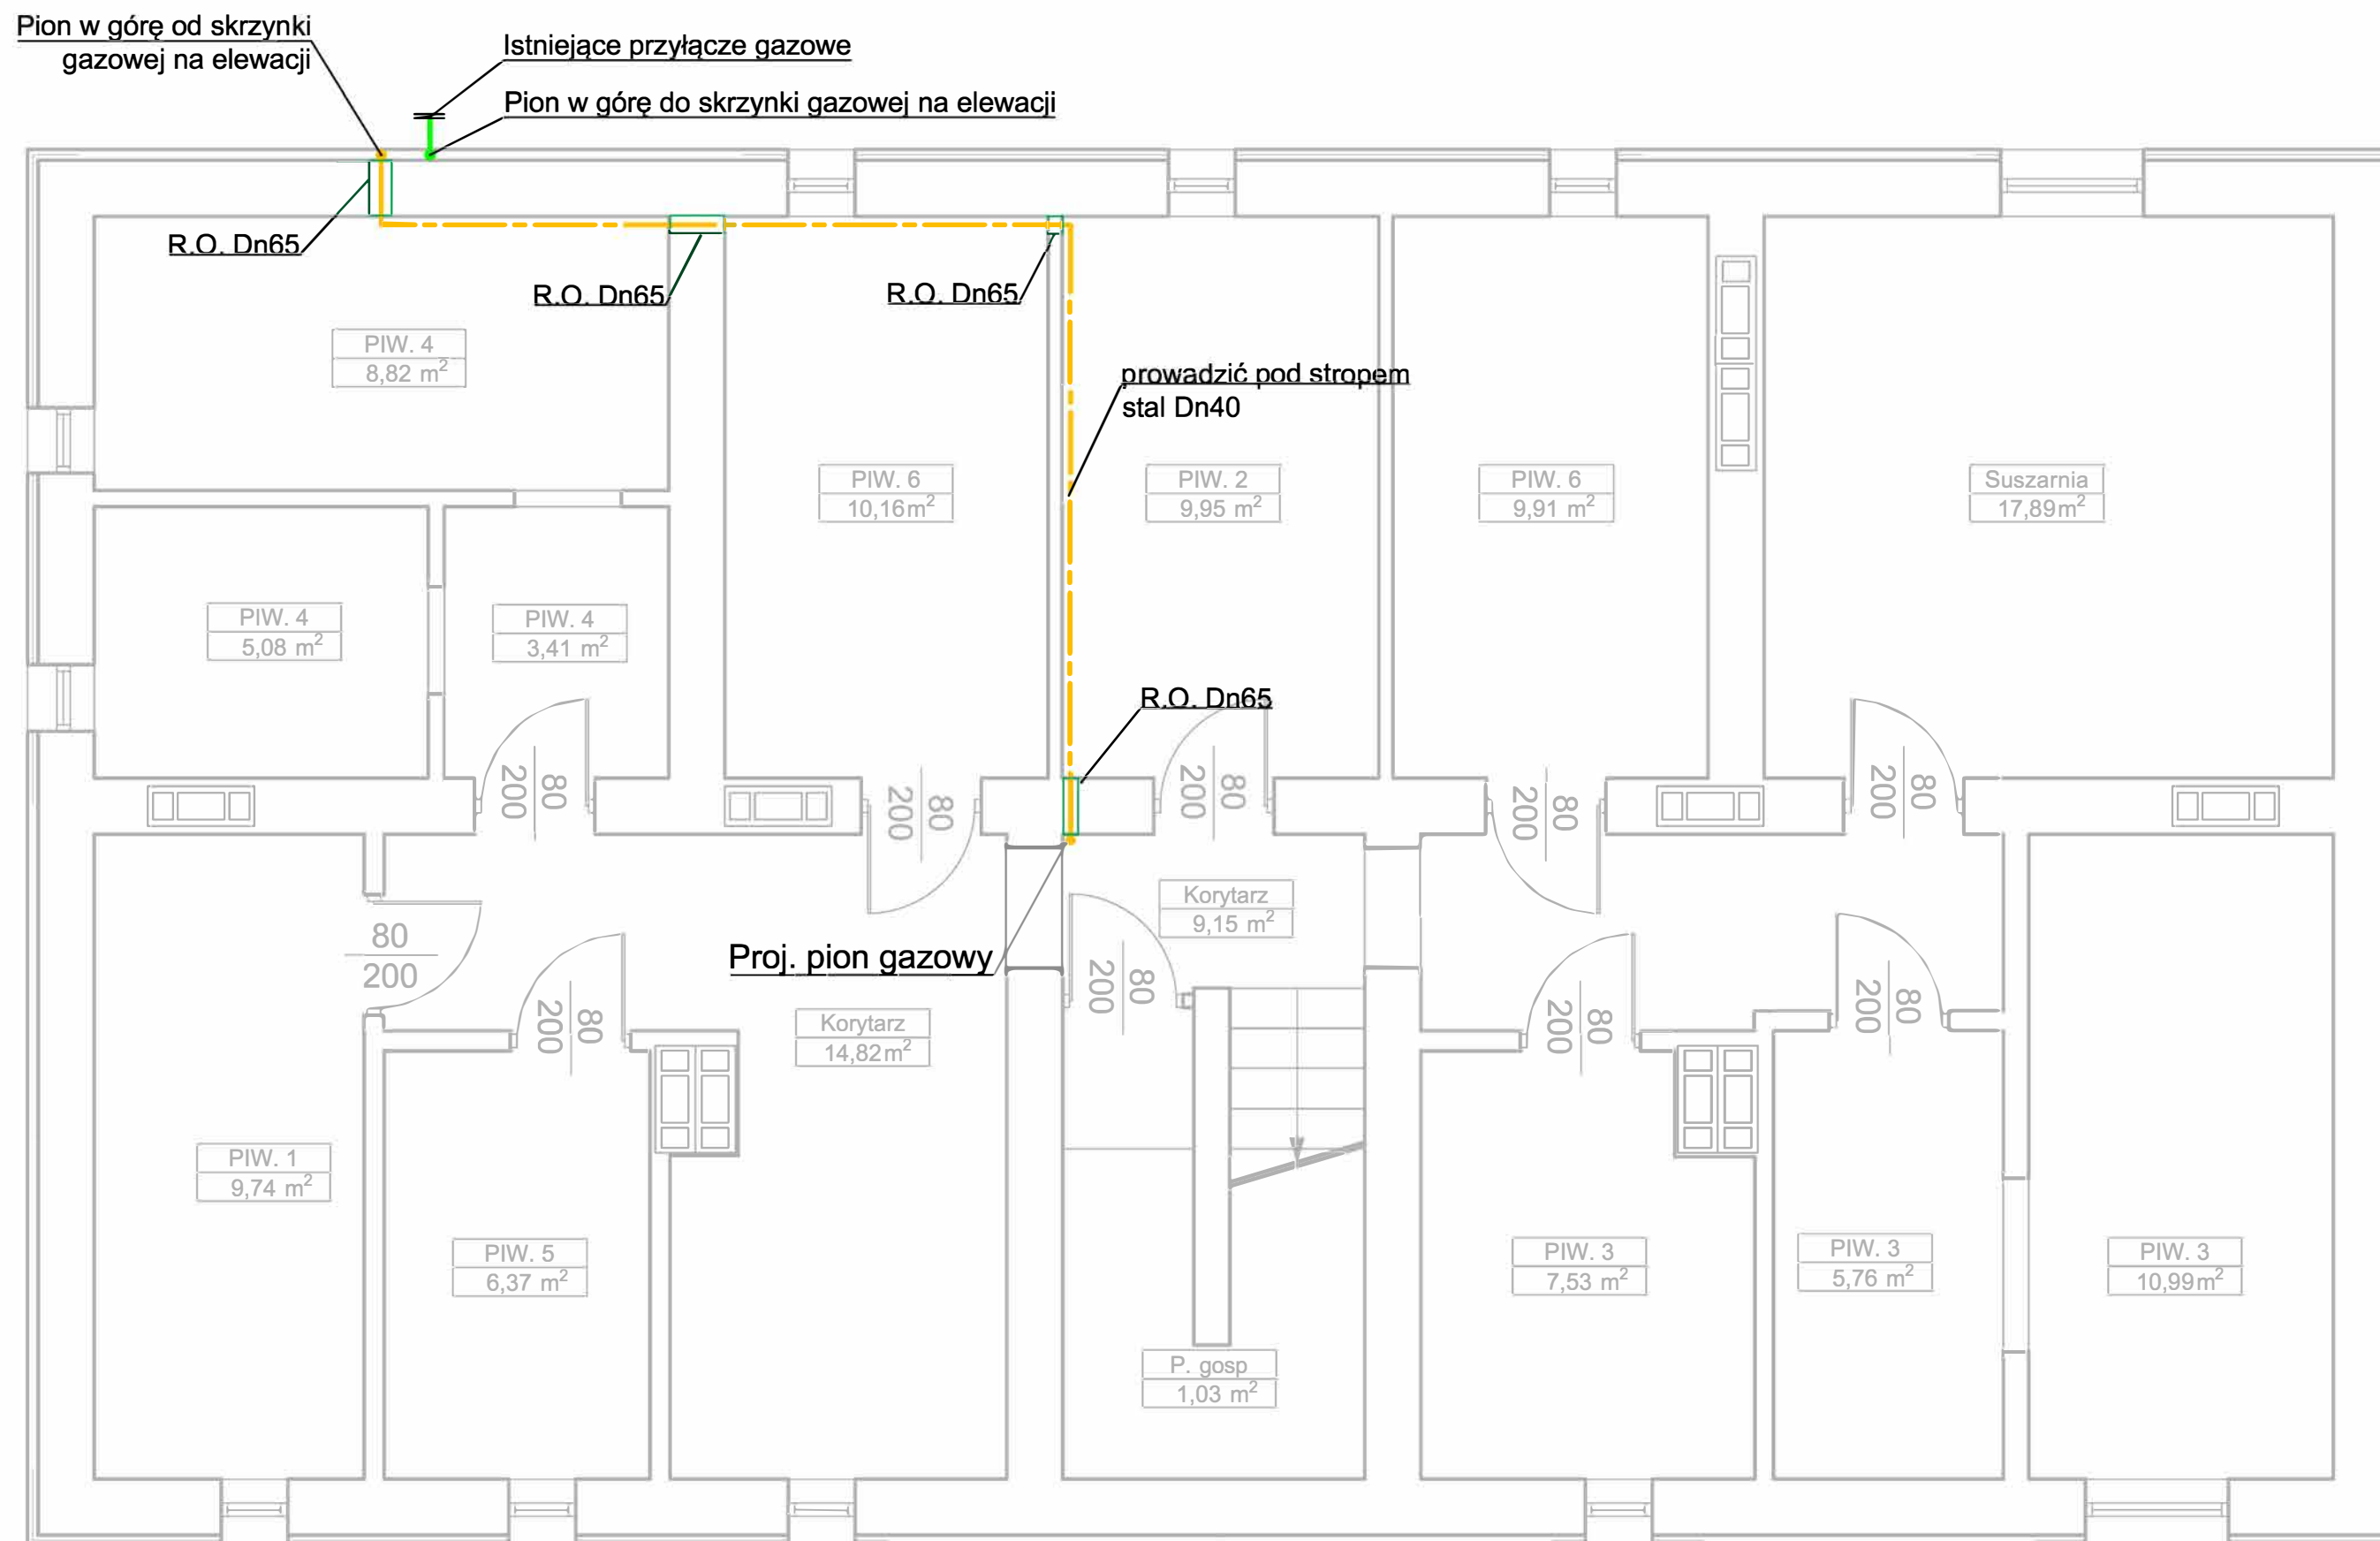 Pion w górę od skrzynki
gazowej na elewacji
Istniejące przyłącze gazowe
Pion w górę do skrzynki gazowej na elewacji
R.O. Dn65
R.O. Dn65
R.O. Dn65
PIW. 4
8,82 m²
prowadzić pod stropem
stal Dn40
PIW. 6
10,16m²
PIW. 2
9,95 m²
PIW. 6
9,91 m²
Suszarnia
17,89m²
PIW. 4
5,08 m²
PIW. 4
3,41 m²
R.O. Dn65
80
200
80
200
80
200
80
200
80
200
Korytarz
9,15 m²
80
200
Proj. pion gazowy
80
200
80
200
80
200
80
200
Korytarz
14,82m²
PIW. 1
9,74 m²
PIW. 5
6,37 m²
PIW. 3
7,53 m²
PIW. 3
5,76 m²
PIW. 3
10,99m²
P. gosp
1,03 m²